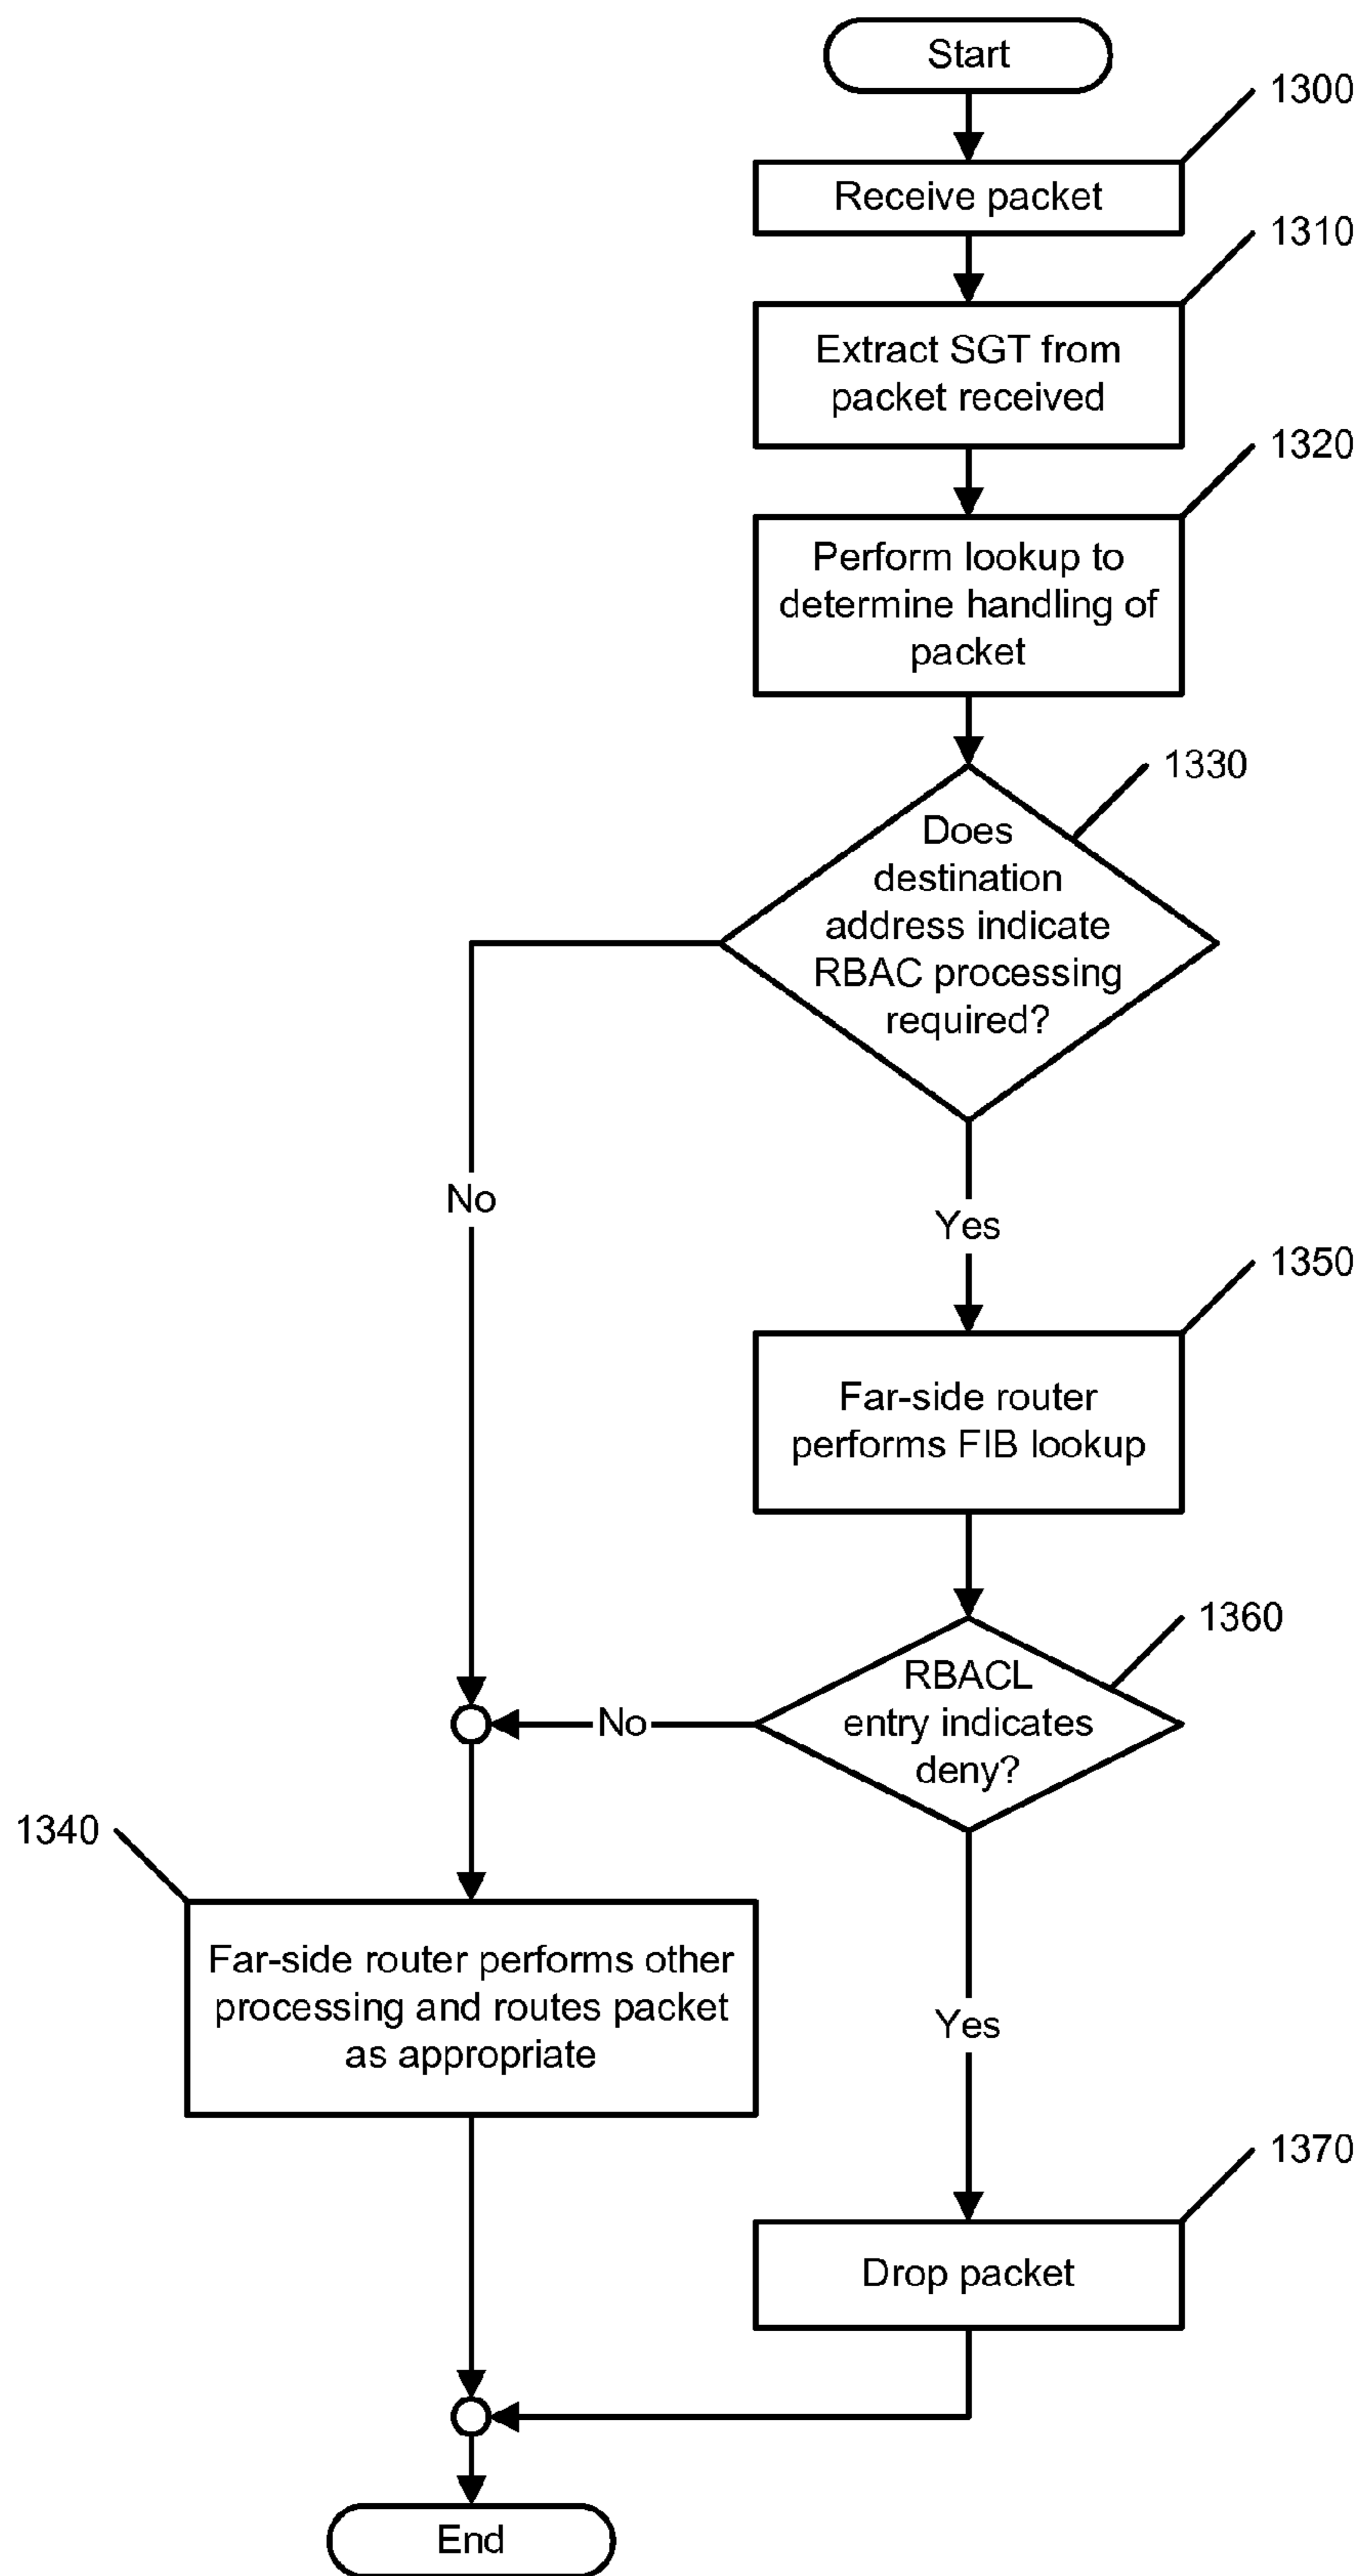 Start
1300
Receive packet
1310
Extract SGT from
packet received
1320
Perform lookup to
determine handling of
packet
1330
Does
destination
address indicate
RBAC processing
required?
No
Yes
1350
Far-side router
performs FIB lookup
1360
RBACL
entry indicates
deny?
No
1340
Far-side router performs other
processing and routes packet
as appropriate
Yes
1370
Drop packet
End